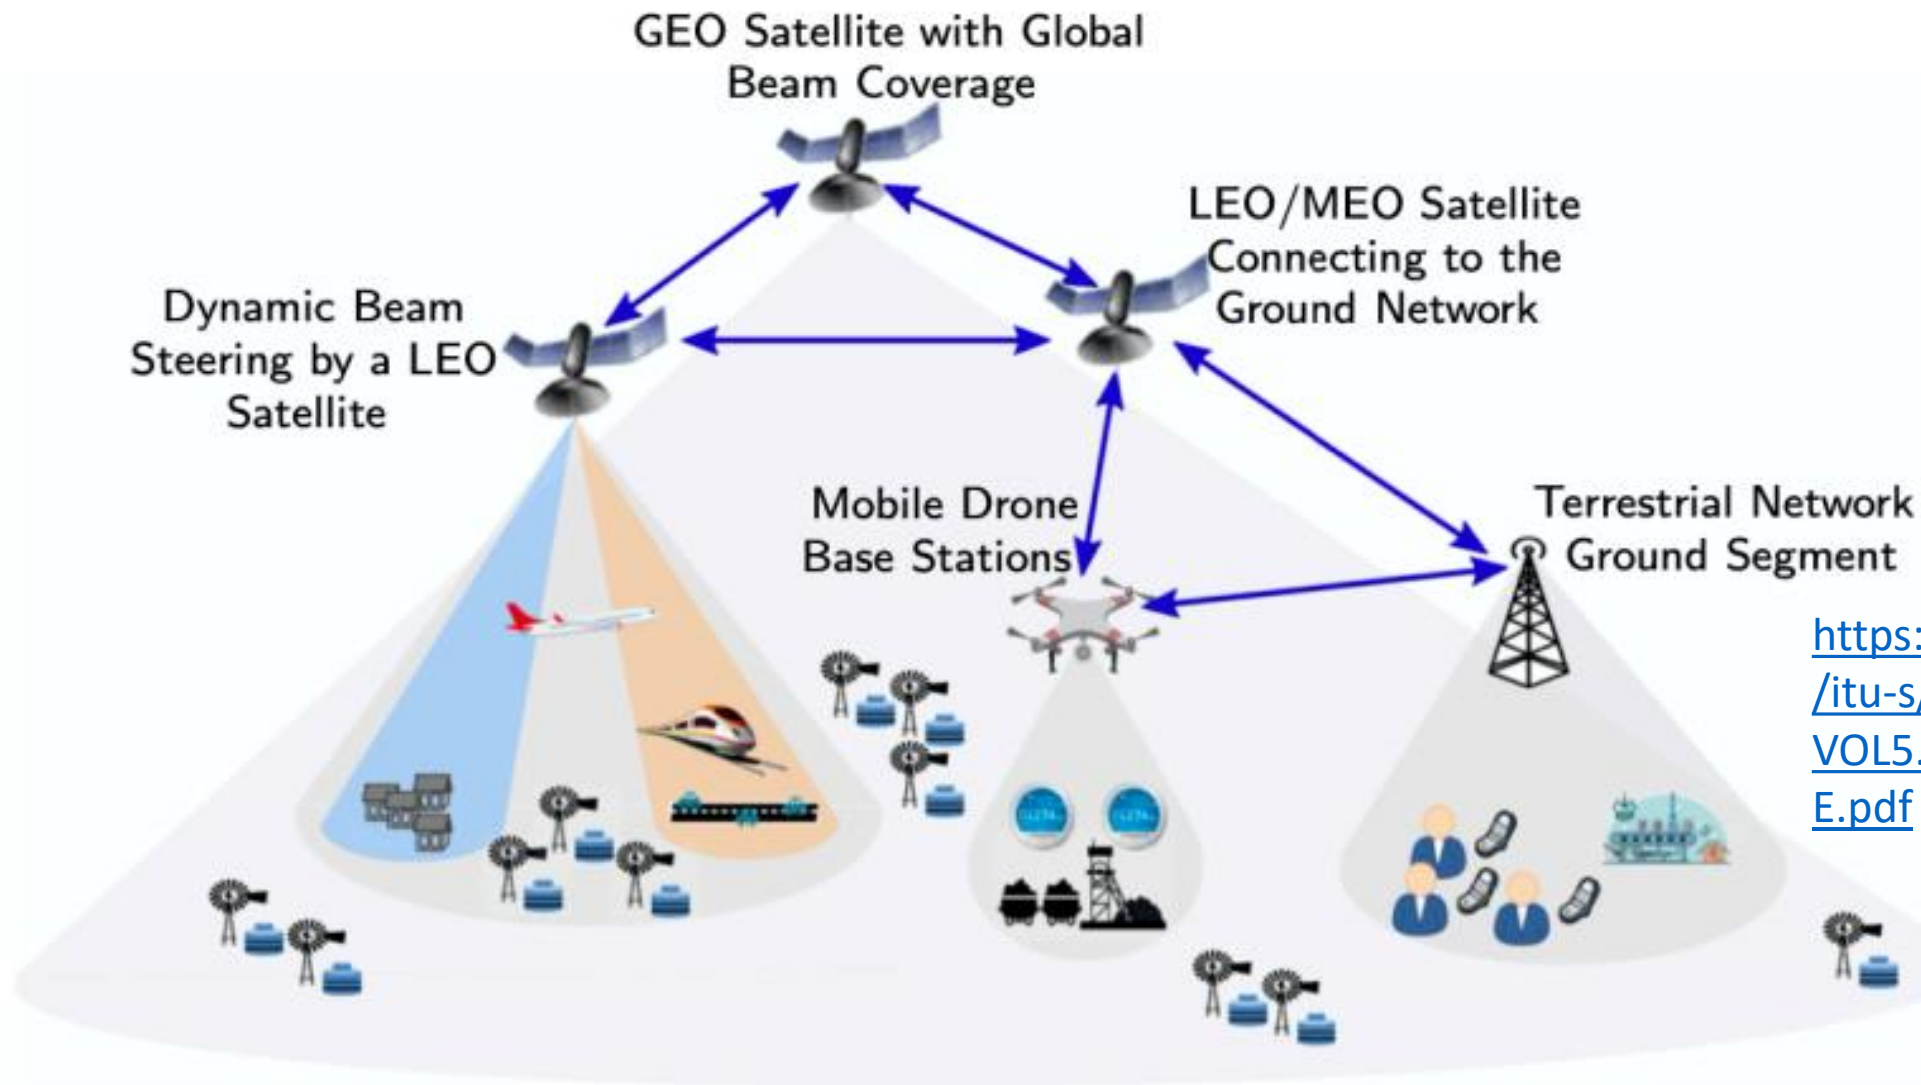 GEO Satellite with Global
Beam Coverage
LEO/MEO Satellite
Connecting to the
Ground Network
Dynamic Beam
Steering by a LEO
Satellite
Mobile Drone
Base Stations
Terrestrial Network
Ground Segment
https:
/itu-s/
VOL5.
E.pdf